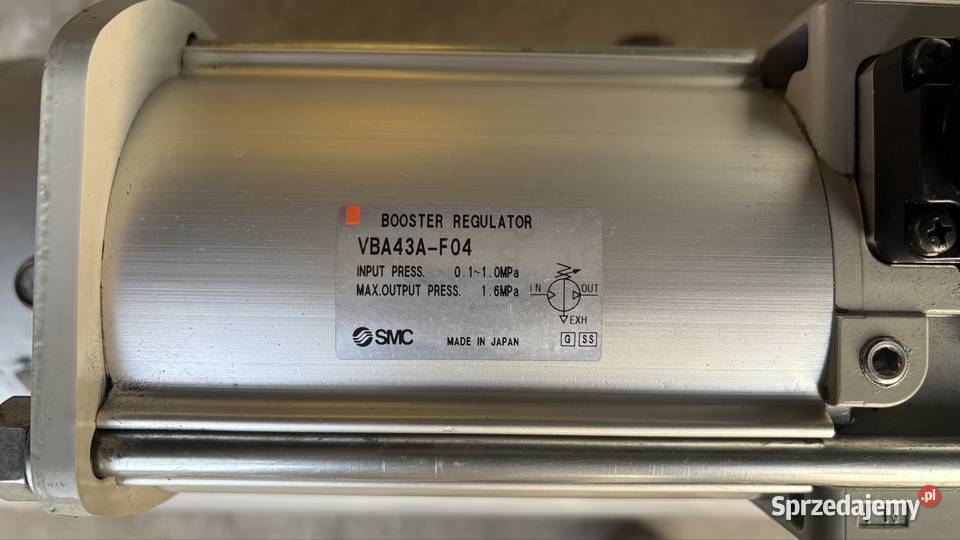 BOOSTER REGULATOR
VBA43A-F04
INPUT PRESS. 0.1~1.0MPa
MAX.OUTPUT PRESS. 1.6MPa
IN OUT
EXH
SMC MADE IN JAPAN G SS
IN
Sprzedajemy.pl